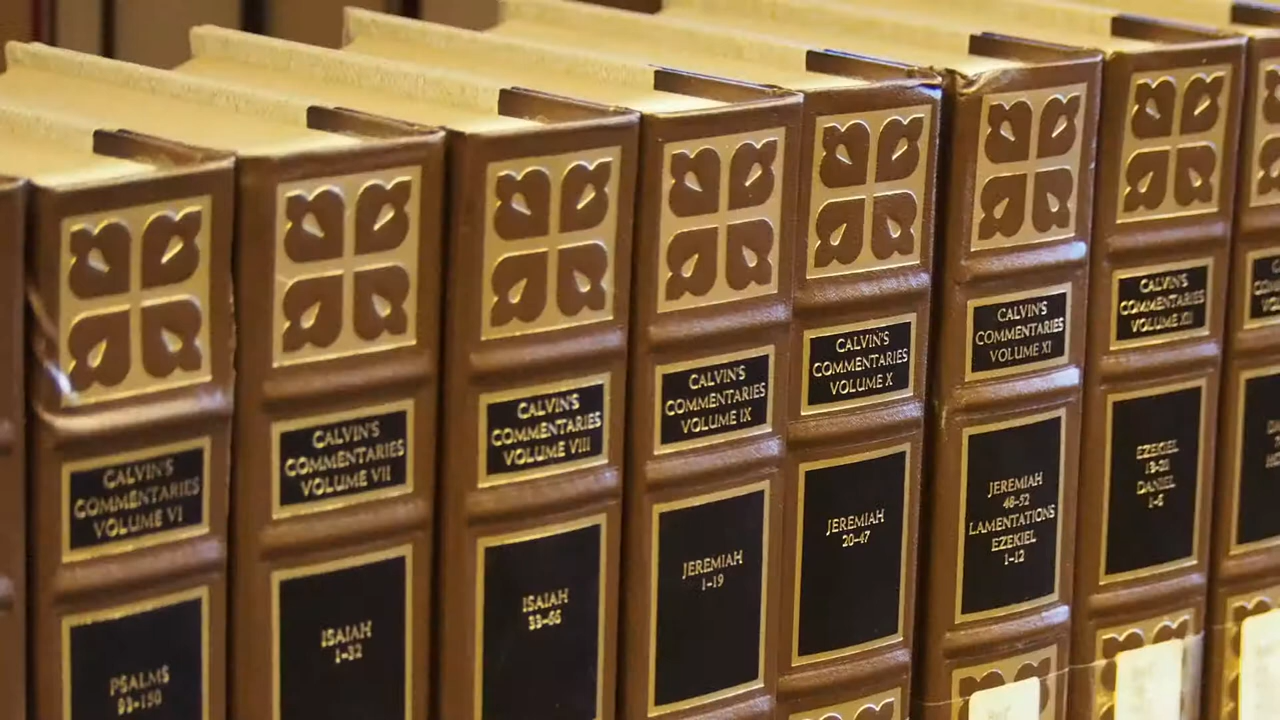 CALVIN'S
COMMENTARIES
VOLUME VI
PSALMS
93-150
CALVIN'S
COMMENTARIES
VOLUME VII
ISAIAH
1-32
CALVIN'S
COMMENTARIES
VOLUME VIII
ISAIAH
33-66
CALVIN'S
COMMENTARIES
VOLUME IX
JEREMIAH
1-19
CALVIN'S
COMMENTARIES
VOLUME X
JEREMIAH
20-47
CALVIN'S
COMMENTARIES
VOLUME XI
JEREMIAH
48-52
LAMENTATIONS
EZEKIEL
1-12
CALVIN'S
COMMENTARIES
VOLUME XII
EZEKIEL
13-20
DANIEL
1-6